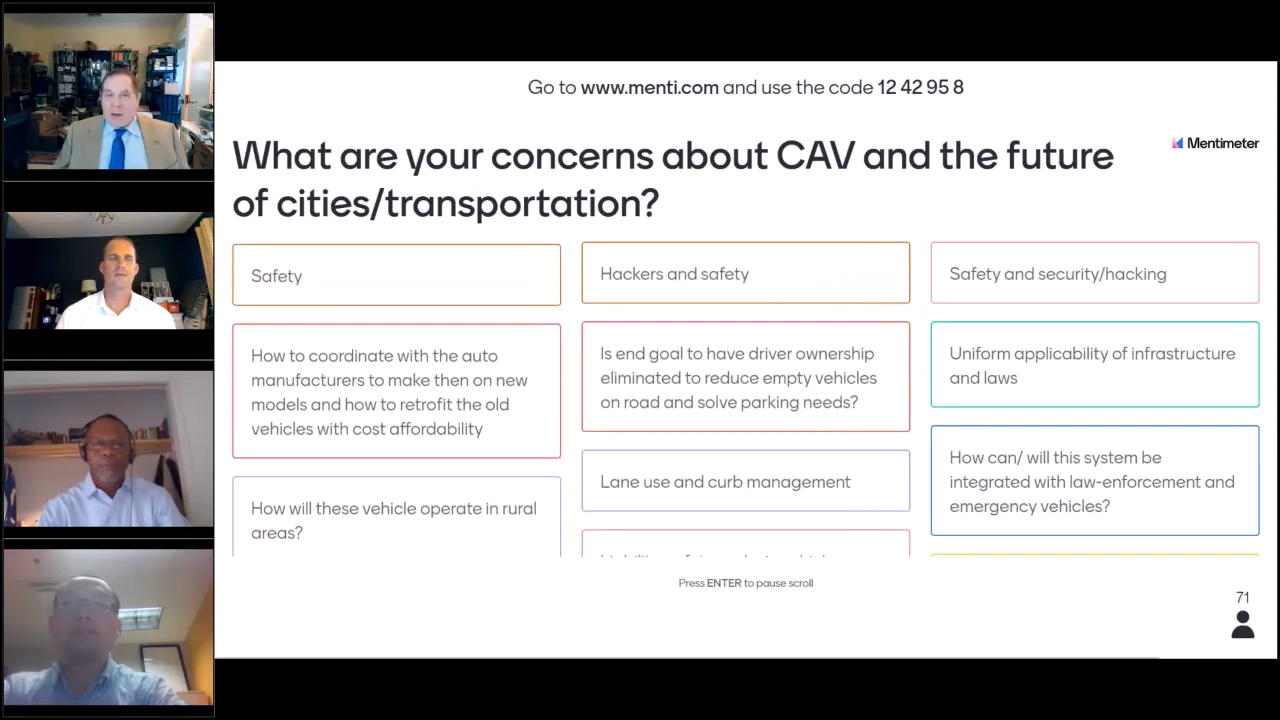 Go to www.menti.com and use the code 12 42 95 8
Mentimeter
What are your concerns about CAV and the future
of cities/transportation?
Safety
How to coordinate with the auto
manufacturers to make then on new
models and how to retrofit the old
vehicles with cost affordability
How will these vehicle operate in rural
areas?
Hackers and safety
Is end goal to have driver ownership
eliminated to reduce empty vehicles
on road and solve parking needs?
Lane use and curb management
Safety and security/hacking
Uniform applicability of infrastructure
and laws
How can/ will this system be
integrated with law-enforcement and
emergency vehicles?
Press ENTER to pause scroll
71